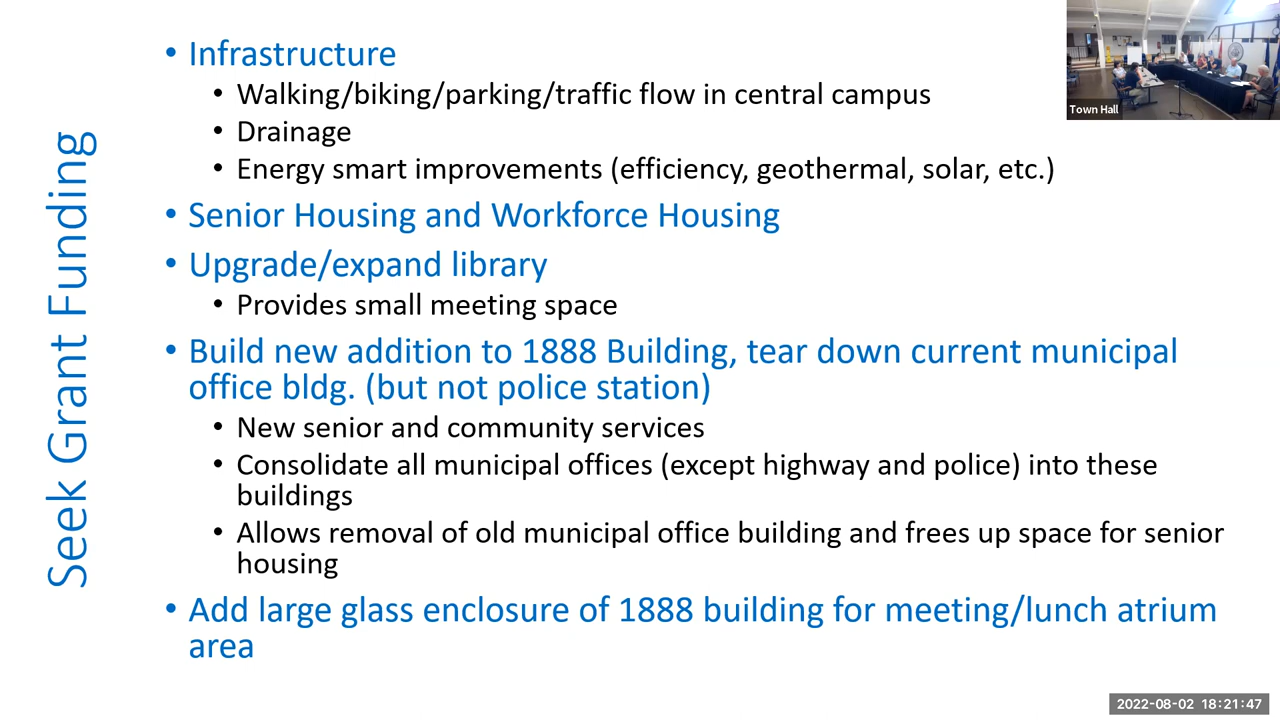 Seek Grant Funding
• Infrastructure
• Walking/biking/parking/traffic flow in central campus
• Drainage
• Energy smart improvements (efficiency, geothermal, solar, etc.)
• Senior Housing and Workforce Housing
• Upgrade/expand library
• Provides small meeting space
• Build new addition to 1888 Building, tear down current municipal
office bldg. (but not police station)
• New senior and community services
• Consolidate all municipal offices (except highway and police) into these
buildings
• Allows removal of old municipal office building and frees up space for senior
housing
• Add large glass enclosure of 1888 building for meeting/lunch atrium
area
Town Hall
2022-08-02 18:21:47